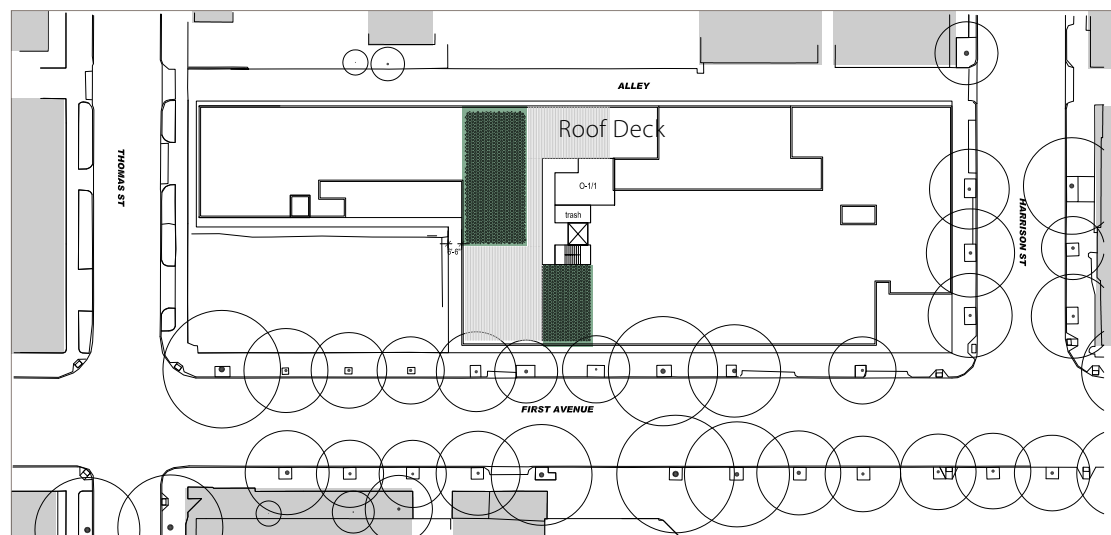 ALLEY
Roof Deck
THOMAS ST
O-1/1
HARRISON ST
trash
FIRST AVENUE